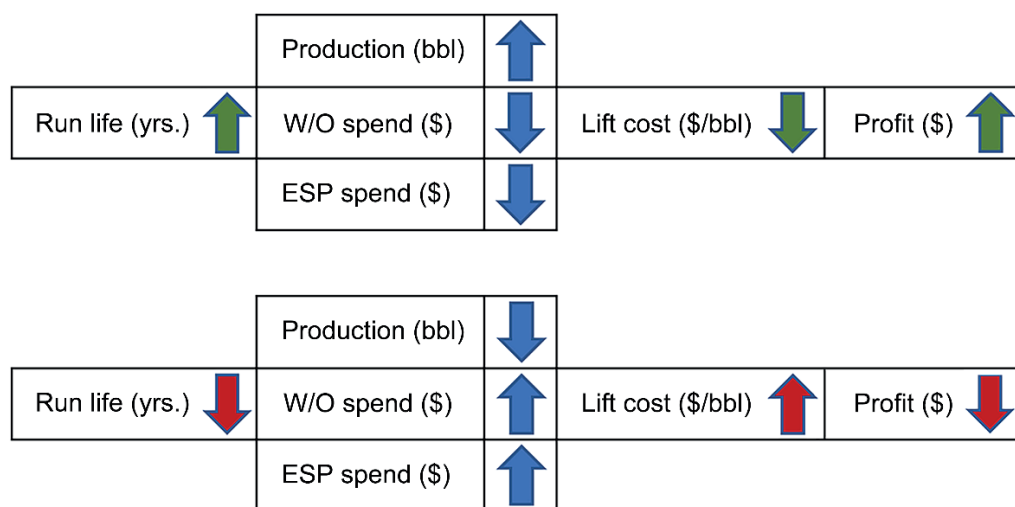 Production (bbl)
Run life (yrs.)
W/O spend ($)
Lift cost ($/bbl)
Profit ($)
ESP spend ($)
Production (bbl)
Run life (yrs.)
W/O spend ($)
Lift cost ($/bbl)
Profit ($)
ESP spend ($)